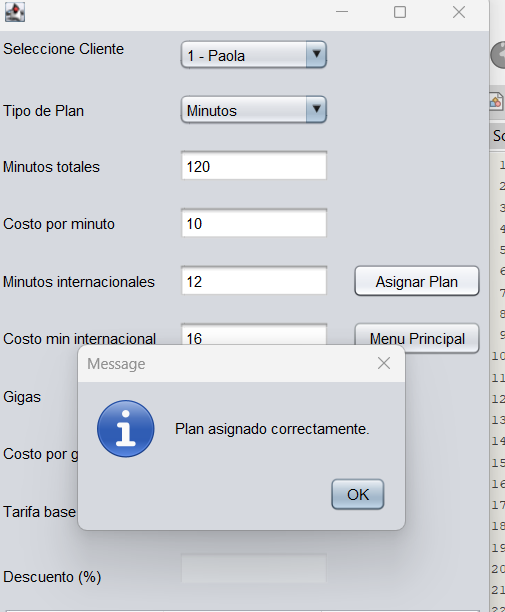 Seleccione Cliente
1 - Paola
Tipo de Plan
Minutos
Minutos totales
120
Costo por minuto
10
Minutos internacionales
12
Asignar Plan
Costo min internacional
16
Menu Principal
Message
Plan asignado correctamente.
OK
Gigas
Costo por
Tarifa base
Descuento (%)
1
2
3
4
5
6
7
8
9
10
11
12
13
14
15
16
17
18
19
20
21
22